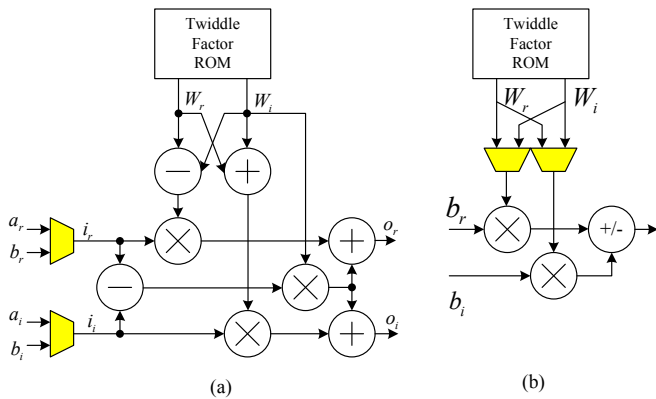 Twiddle
Factor
ROM
W_r W_i
a_r
b_r
i_r
a_i
b_i
i_i
− +
×
−
×
×
+
+
o_r
o_i
(a)
Twiddle
Factor
ROM
W_r W_i
b_r
×
+/-
×
b_i
(b)